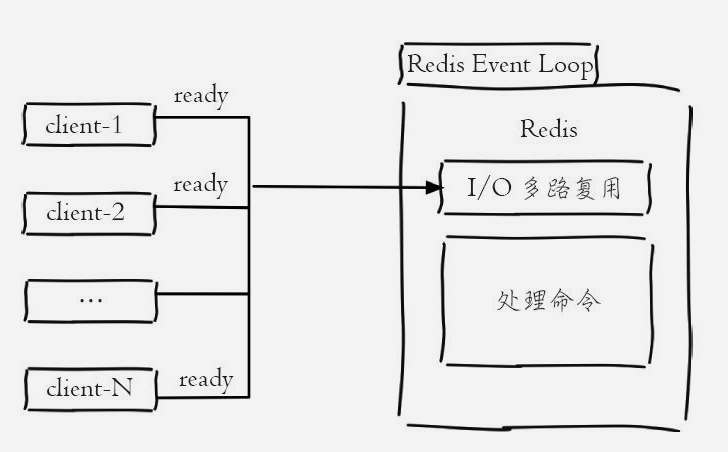 Redis Event Loop
ready
client-1
Redis
ready
I/O 多路复用
client-2
...
处理命令
ready
client-N